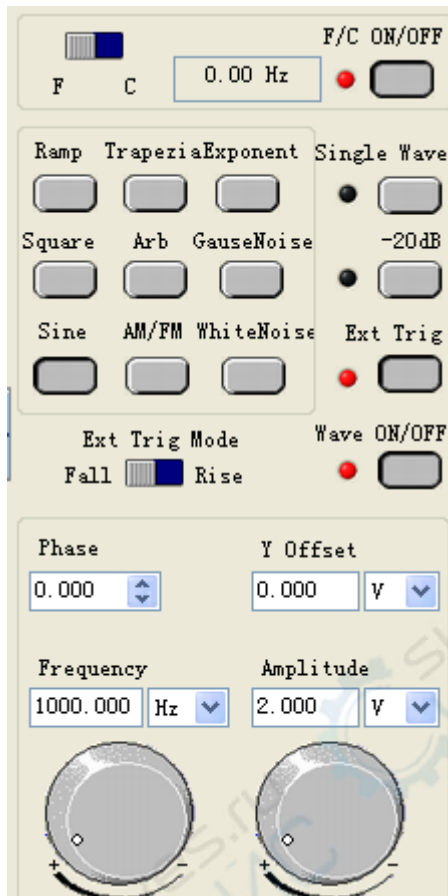 F/C ON/OFF
F C 0.00 Hz
Ramp TrapeziaExponent Single Wave
Square Arb GauseNoise -20dB
Sine AM/FM WhiteNoise Ext Trig
Ext Trig Mode Wave ON/OFF
Fall Rise
Phase Y Offset
0.000 0.000 V
Frequency Amplitude
1000.000 Hz 2.000 V
+ - + -